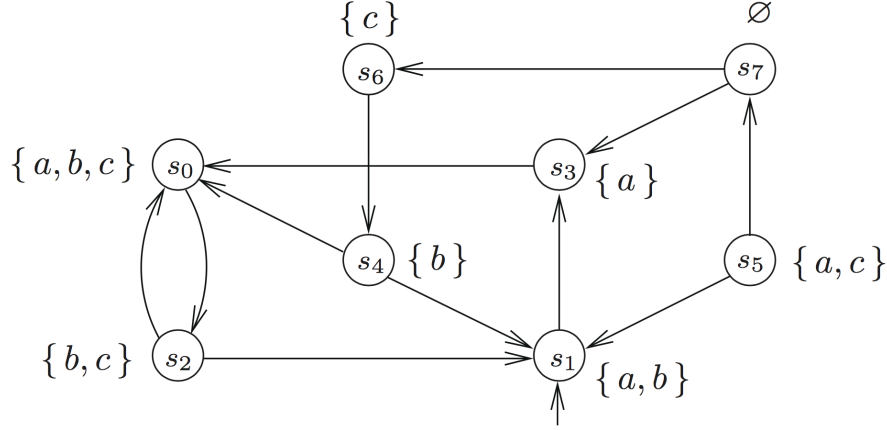 { c }
∅
s₆
s₇
{ a, b, c }
s₀
s₃
{ a }
s₄
{ b }
s₅
{ a, c }
{ b, c }
s₂
s₁
{ a, b }